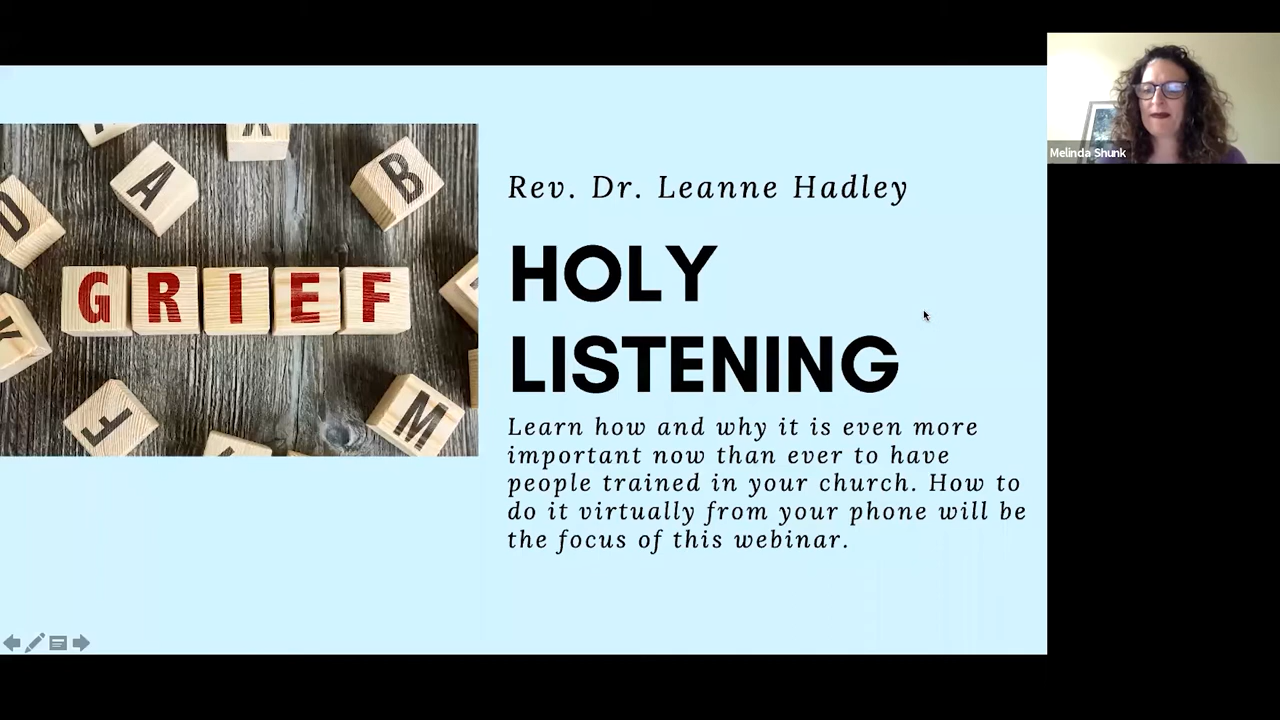 Rev. Dr. Leanne Hadley
HOLY
LISTENING
Learn how and why it is even more
important now than ever to have
people trained in your church. How to
do it virtually from your phone will be
the focus of this webinar.
GRIEF
A
B
M
F
D
Melinda Shunk